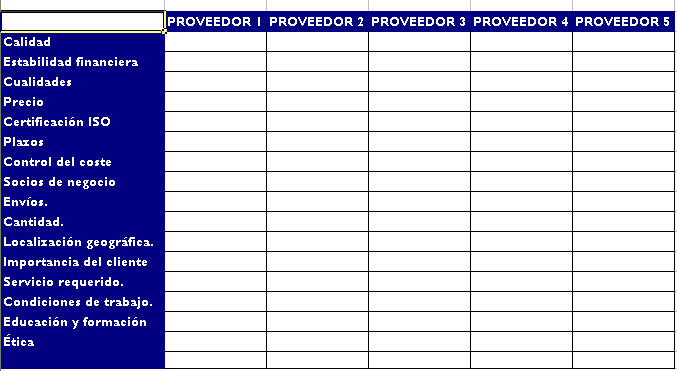 PROVEEDOR 1 PROVEEDOR 2 PROVEEDOR 3 PROVEEDOR 4 PROVEEDOR 5
Calidad
Estabilidad financiera
Cualidades
Precio
Certificación ISO
Plazos
Control del coste
Socios de negocio
Envíos.
Cantidad.
Localización geográfica.
Importancia del cliente
Servicio requerido.
Condiciones de trabajo.
Educación y formación
Ética